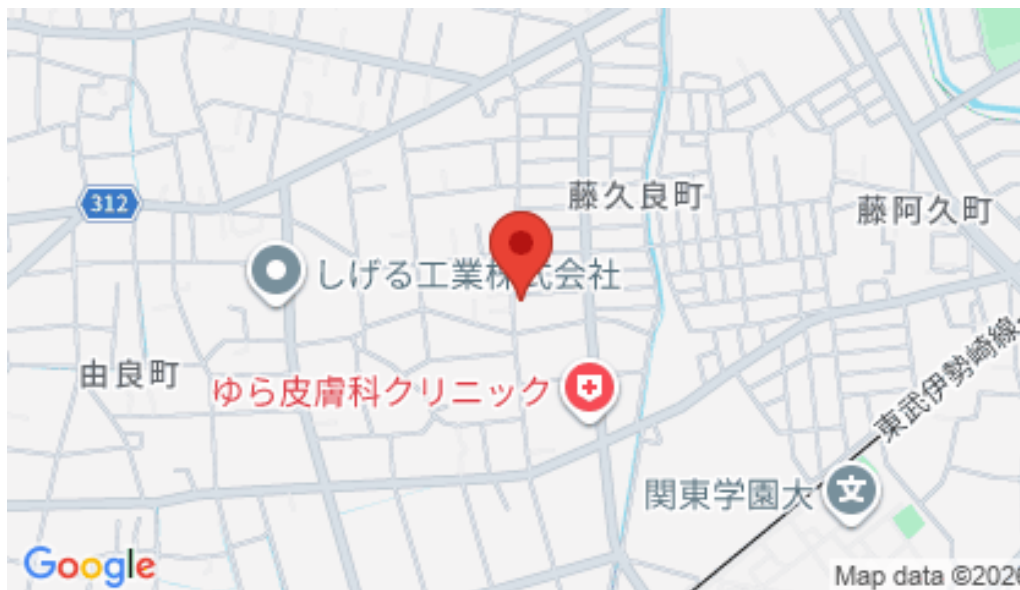 藤久良町
藤阿久町
312
しげる工業株式会社
由良町
ゆら皮膚科クリニック
東武伊勢崎線
関東学園大
文
Google
Map data ©2026